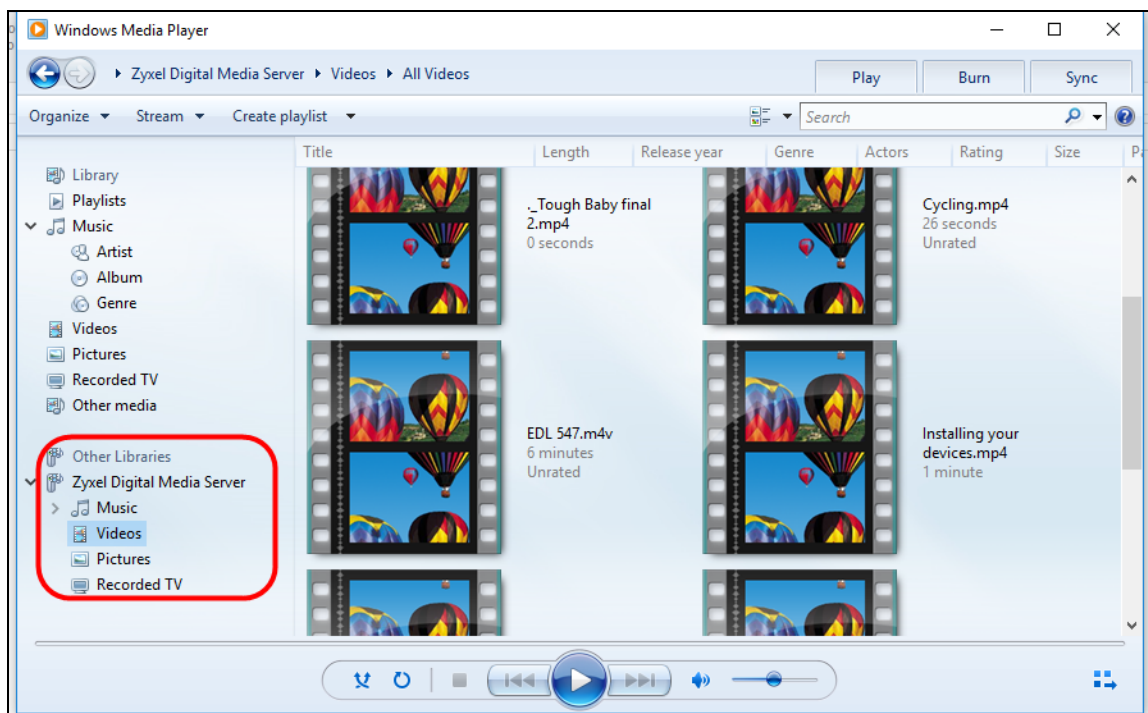 Windows Media Player
Zyxel Digital Media Server Videos All Videos
Play Burn Sync
Organize Stream Create playlist Search
Title Length Release year Genre Actors Rating Size
Library
Playlists
Music
Artist
Album
Genre
Videos
Pictures
Recorded TV
Other media
Other Libraries
Zyxel Digital Media Server
Music
Videos
Pictures
Recorded TV
._Tough Baby final
2.mp4
0 seconds
Cycling.mp4
26 seconds
Unrated
EDL 547.m4v
6 minutes
Unrated
Installing your
devices.mp4
1 minute